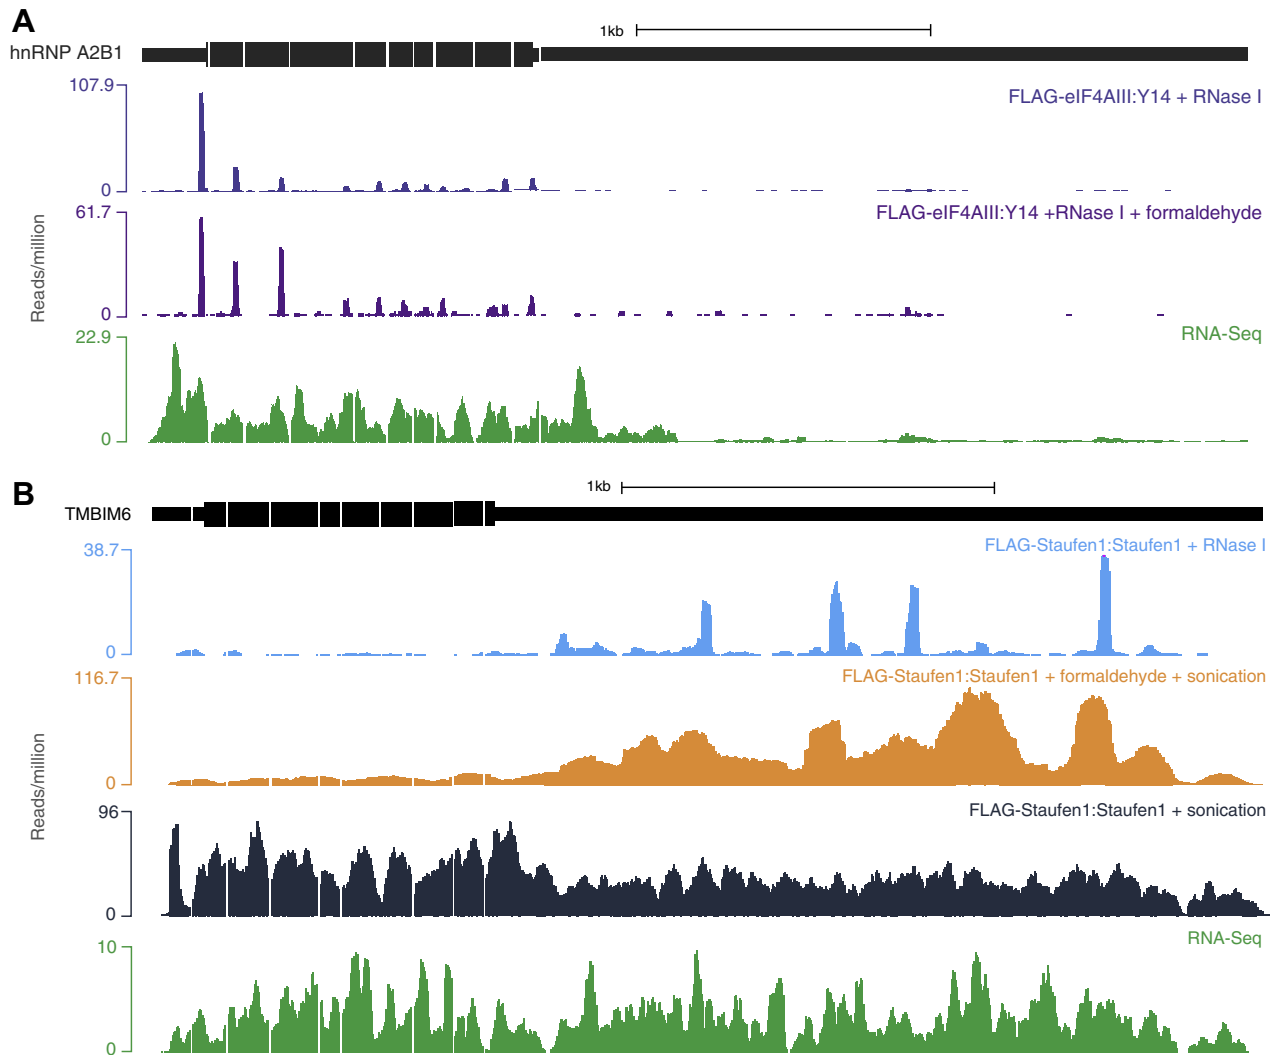 A
1kb
hnRNP A2B1
107.9
FLAG-eIF4AIII:Y14 + RNase I
0
61.7
FLAG-eIF4AIII:Y14 +RNase I + formaldehyde
Reads/million
0
22.9
RNA-Seq
0
B
1kb
TMBIM6
38.7
FLAG-Staufen1:Staufen1 + RNase I
0
116.7
FLAG-Staufen1:Staufen1 + formaldehyde + sonication
0
Reads/million
96
FLAG-Staufen1:Staufen1 + sonication
0
10
RNA-Seq
0